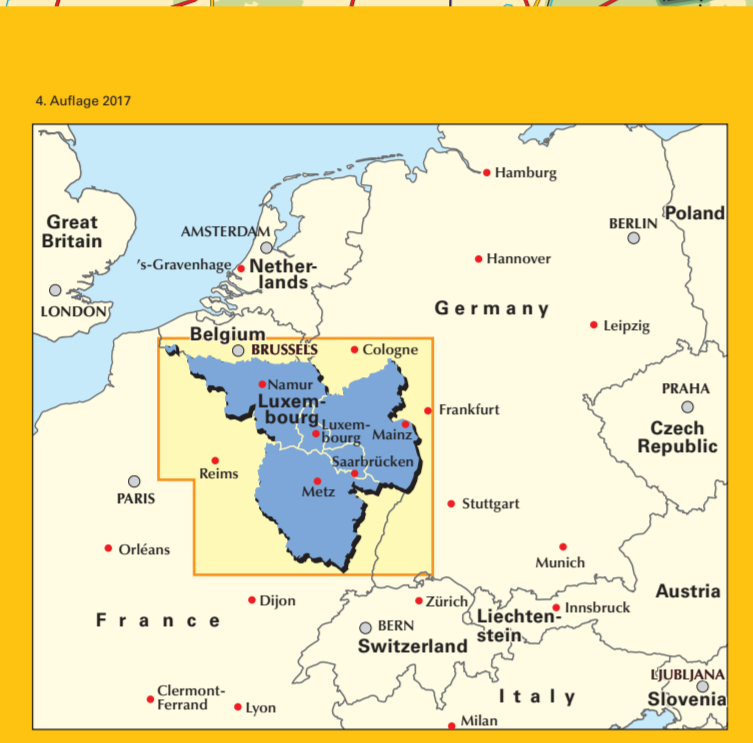 4. Auflage 2017
Hamburg
Great
Britain
Poland
BERLIN
AMSTERDAM
's-Gravenhage
Nether-
lands
Hannover
LONDON
Germany
Leipzig
Belgium
BRUSSELS
Cologne
Namur
PRAHA
Luxem-
bourg
Frankfurt
Luxem-
bourg
Mainz
Czech
Republic
Saarbrücken
Reims
Metz
PARIS
Stuttgart
Orléans
Munich
Austria
Dijon
Zürich
Liechten-
stein
Innsbruck
France
BERN
Switzerland
LJUBLJANA
Slovenia
Clermont-
Ferrand
Lyon
Italy
Milan